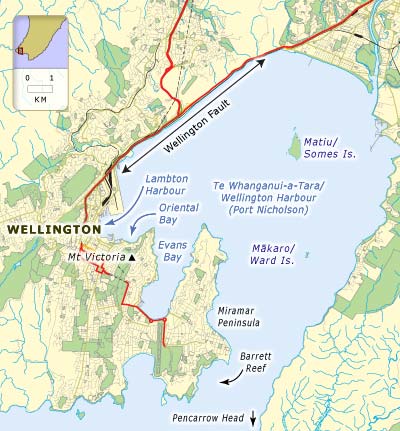 0 1
KM
Wellington Fault
Matiu/
Somes Is.
Lambton
Harbour
Te Whanganui-a-Tara/
Wellington Harbour
(Port Nicholson)
Oriental
Bay
WELLINGTON
Evans
Bay
Mt Victoria
Mākaro/
Ward Is.
Miramar
Peninsula
Barrett
Reef
Pencarrow Head